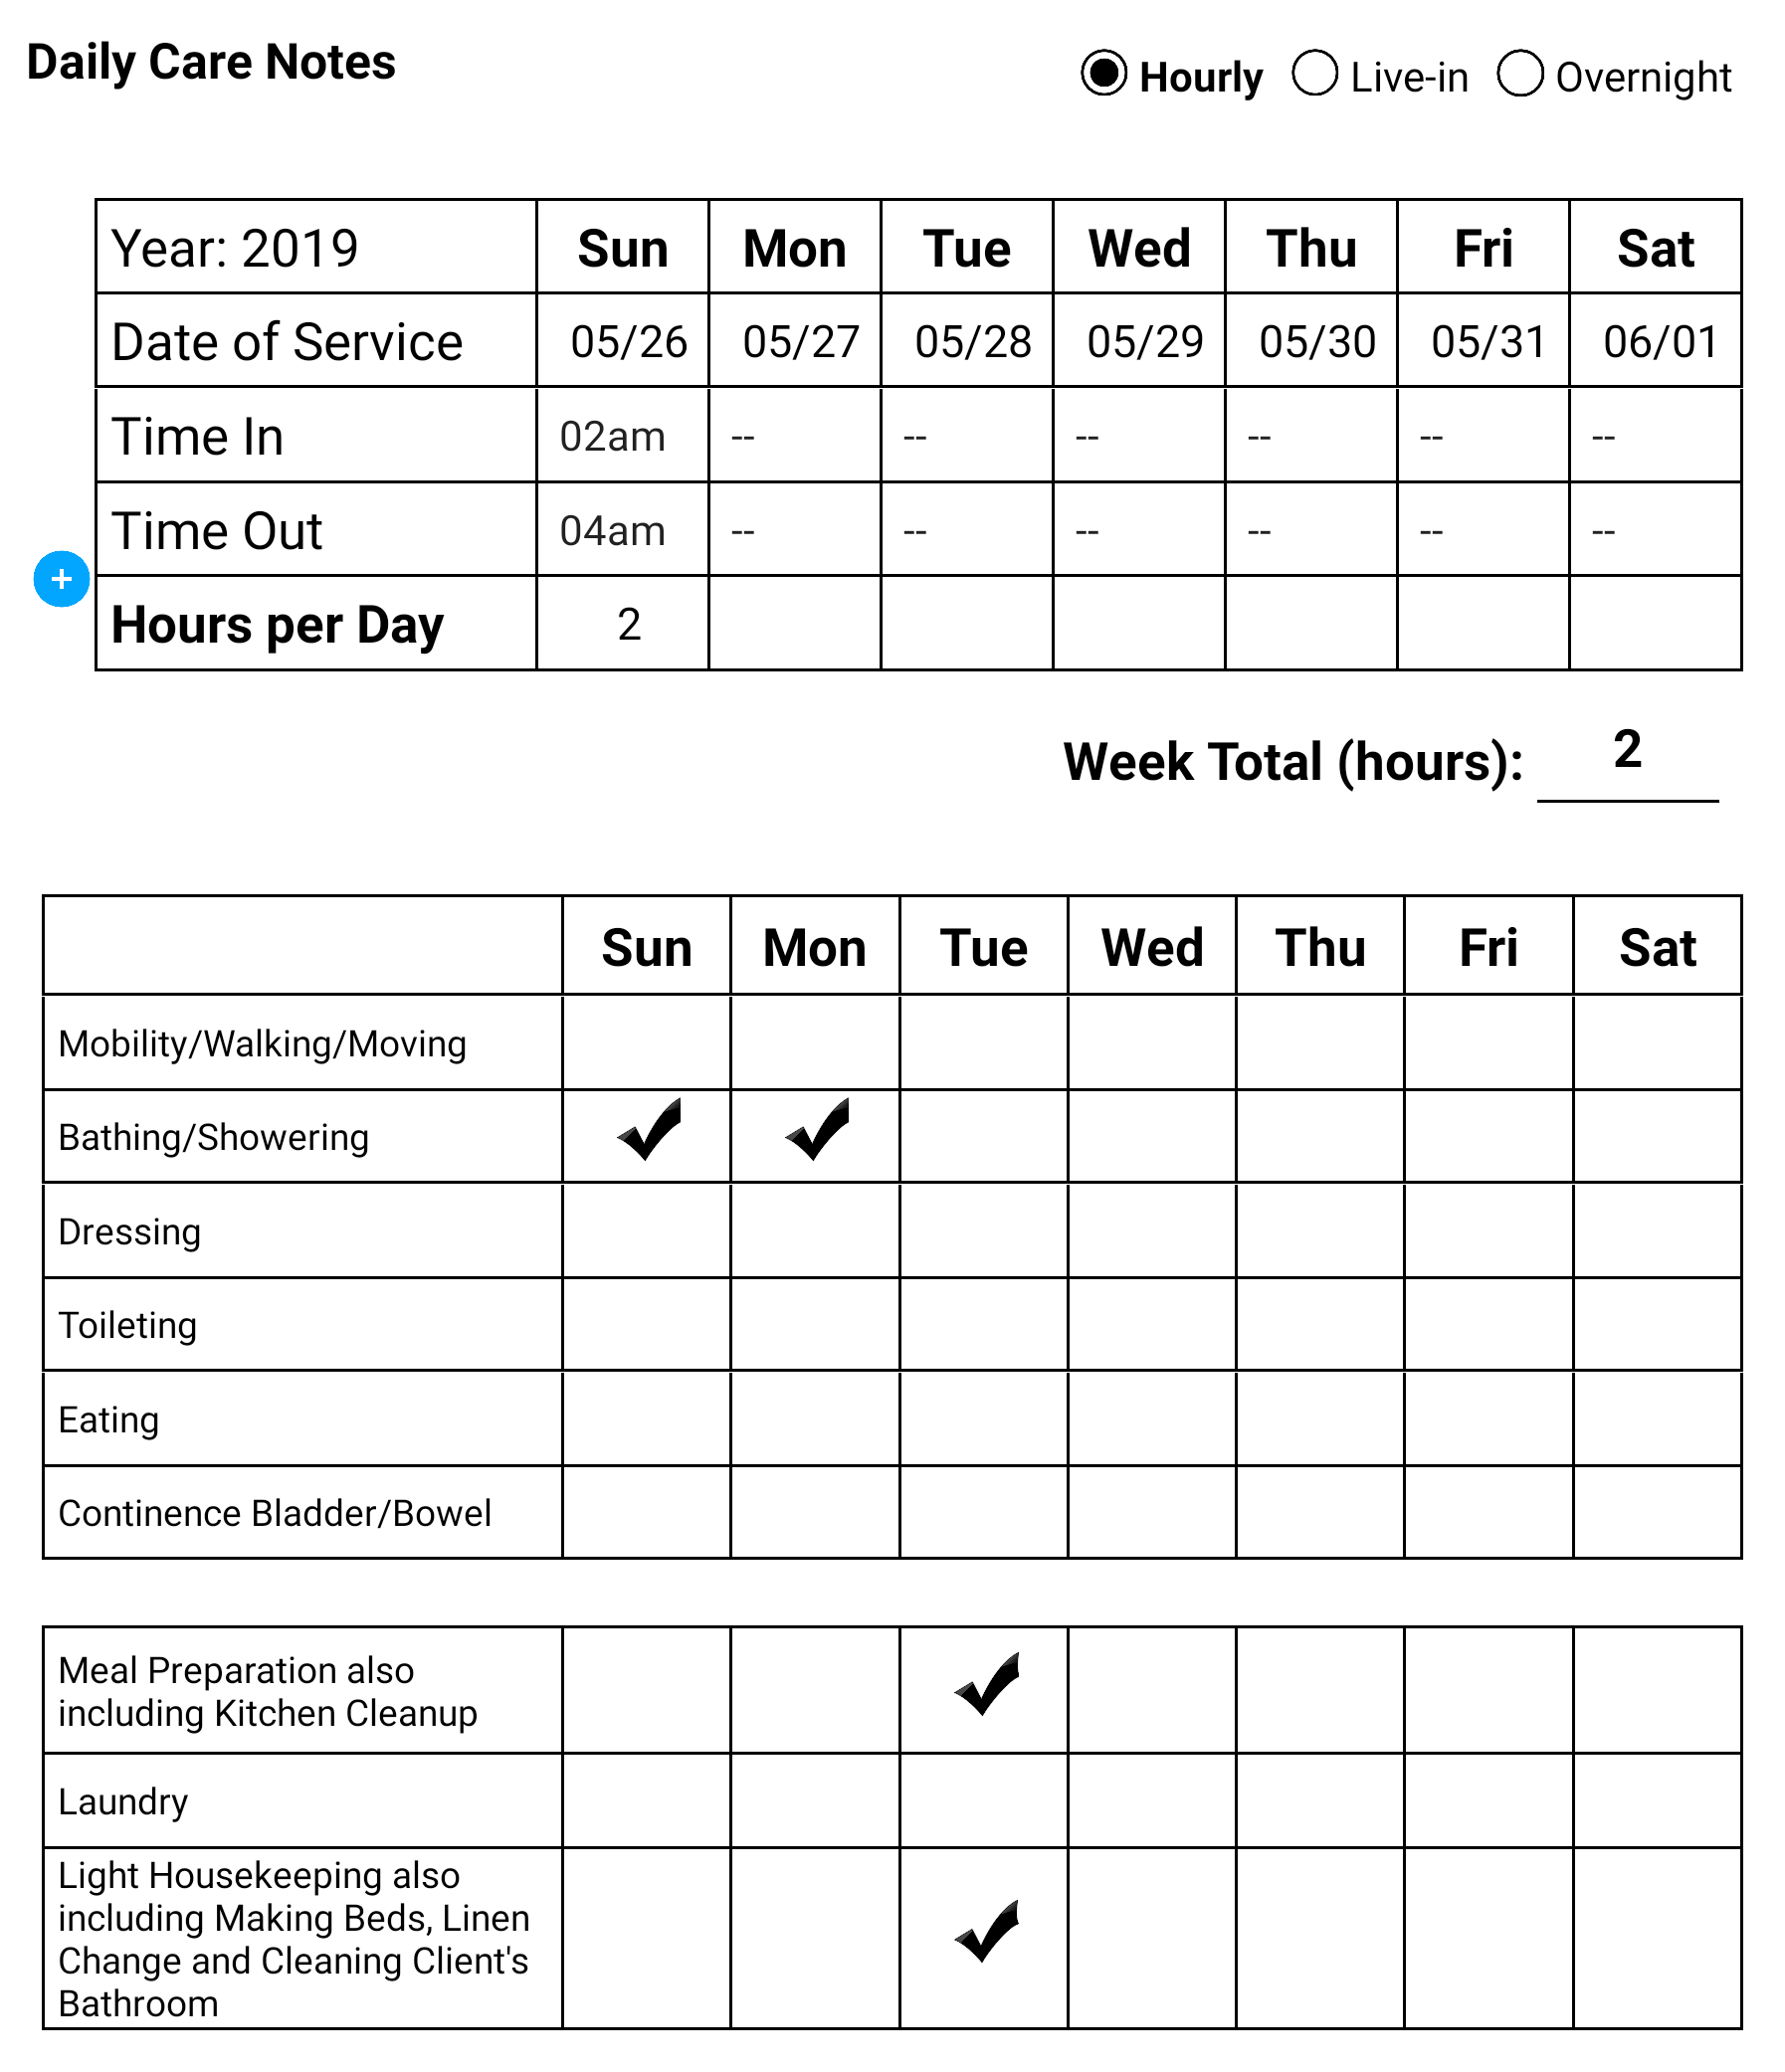 Daily Care Notes
Hourly Live-in Overnight
Year: 2019 Sun Mon Tue Wed Thu Fri Sat
Date of Service 05/26 05/27 05/28 05/29 05/30 05/31 06/01
Time In 02am -- -- -- -- -- --
Time Out 04am -- -- -- -- -- --
+
Hours per Day 2
Week Total (hours): 2
Sun Mon Tue Wed Thu Fri Sat
Mobility/Walking/Moving
Bathing/Showering
Dressing
Toileting
Eating
Continence Bladder/Bowel
Meal Preparation also
including Kitchen Cleanup
Laundry
Light Housekeeping also
including Making Beds, Linen
Change and Cleaning Client's
Bathroom